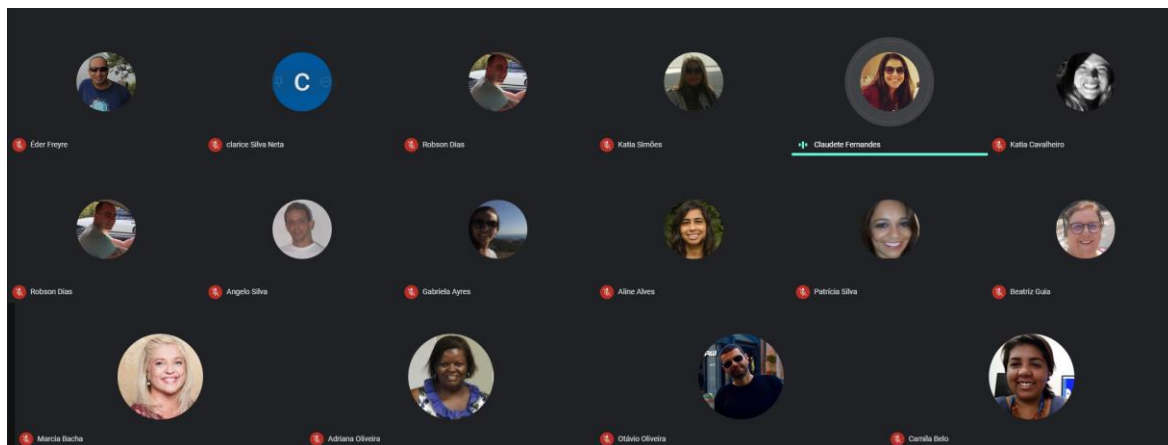 C
Éder Freyre
clarice Silva Neta
Robson Dias
Katia Simões
Claudete Fernandes
Katia Cavalheiro
Robson Dias
Angelo Silva
Gabriela Ayres
Aline Alves
Patrícia Silva
Beatriz Guia
Marcia Bacha
Adriana Oliveira
Otávio Oliveira
Camila Belo